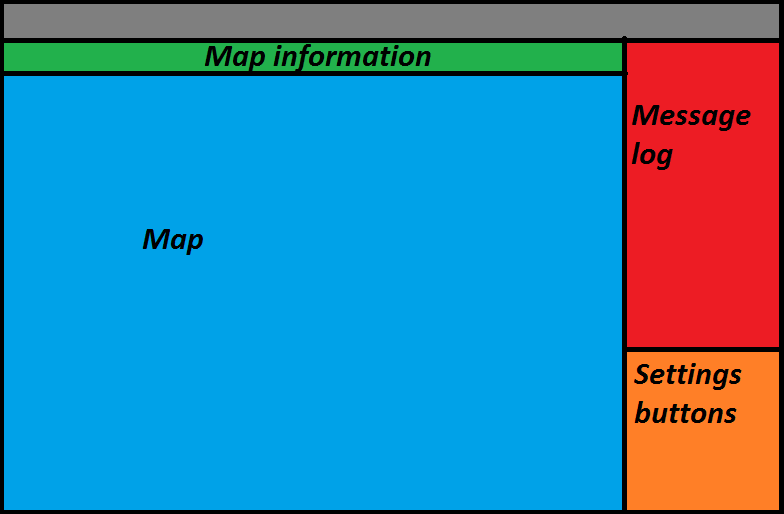 Map information
Message
log
Map
Settings
buttons